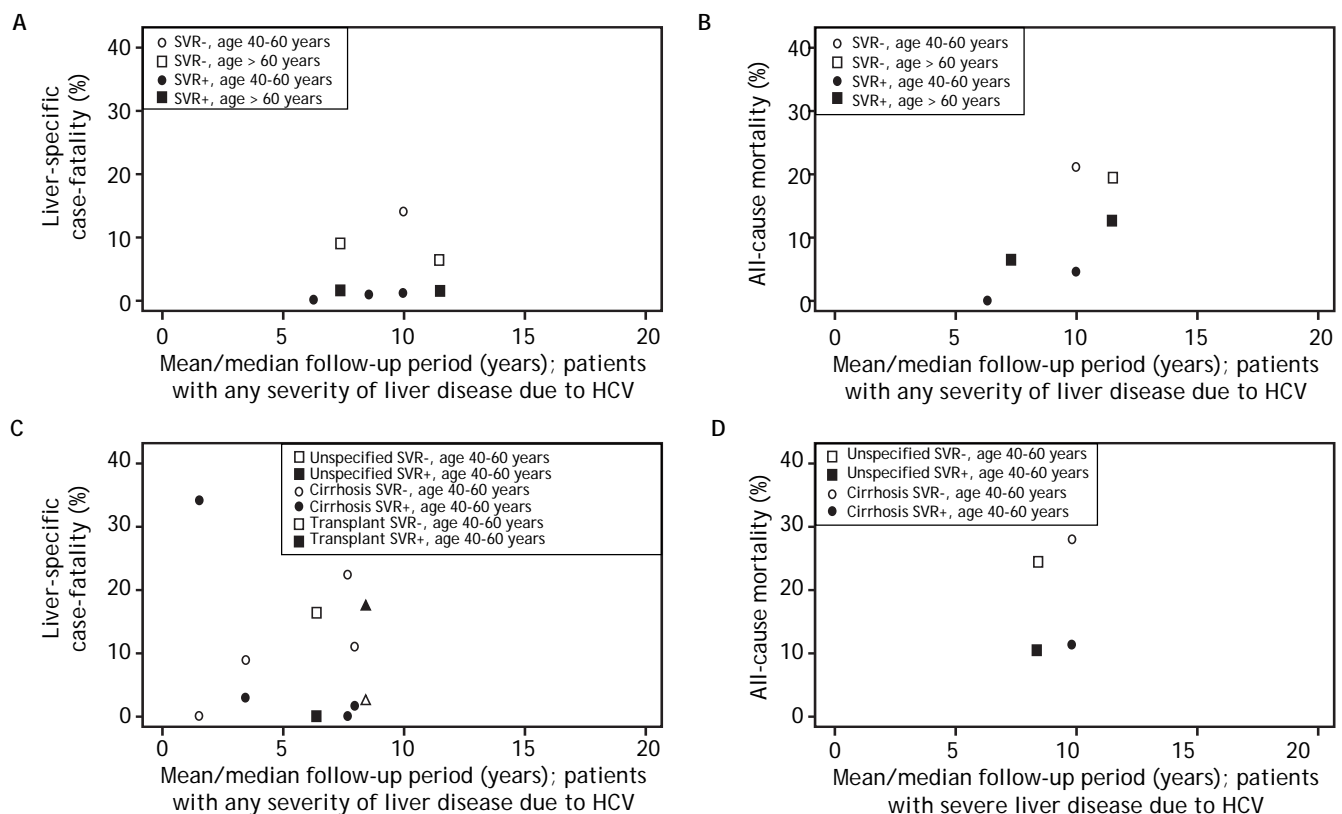 A
Liver-specific
case-fatality (%)
40
30
20
10
0
SVR-, age 40-60 years
SVR-, age > 60 years
SVR+, age 40-60 years
SVR+, age > 60 years
0 5 10 15 20
Mean/median follow-up period (years); patients
with any severity of liver disease due to HCV
B
All-cause mortality (%)
40
30
20
10
0
SVR-, age 40-60 years
SVR-, age > 60 years
SVR+, age 40-60 years
SVR+, age > 60 years
0 5 10 15 20
Mean/median follow-up period (years); patients
with any severity of liver disease due to HCV
C
Liver-specific
case-fatality (%)
40
30
20
10
0
Unspecified SVR-, age 40-60 years
Unspecified SVR+, age 40-60 years
Cirrhosis SVR-, age 40-60 years
Cirrhosis SVR+, age 40-60 years
Transplant SVR-, age 40-60 years
Transplant SVR+, age 40-60 years
0 5 10 15 20
Mean/median follow-up period (years); patients
with any severity of liver disease due to HCV
D
All-cause mortality (%)
40
30
20
10
0
Unspecified SVR-, age 40-60 years
Unspecified SVR+, age 40-60 years
Cirrhosis SVR-, age 40-60 years
Cirrhosis SVR+, age 40-60 years
0 5 10 15 20
Mean/median follow-up period (years); patients
with severe liver disease due to HCV